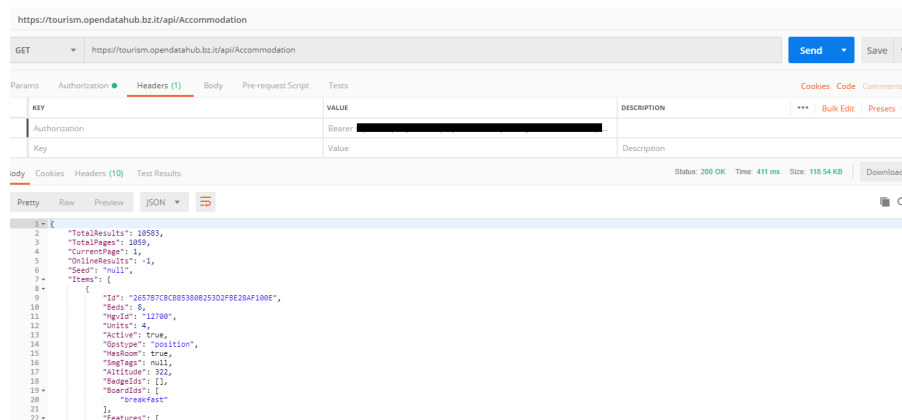 https://tourism.opendatahub.bz.it/api/Accommodation
GET https://tourism.opendatahub.bz.it/api/Accommodation Send Save
Params Authorization Headers (1) Body Pre-request Script Tests Cookies Code Comments
KEY VALUE DESCRIPTION ••• Bulk Edit Presets
Authorization Bearer ...
Key Value Description
Body Cookies Headers (10) Test Results Status: 200 OK Time: 411 ms Size: 118.54 KB Download
Pretty Raw Preview JSON
1 {
2 "TotalResults": 10583,
3 "TotalPages": 1059,
4 "CurrentPage": 1,
5 "OnlineResults": -1,
6 "Seed": "null",
7 "Items": [
8 {
9 "Id": "265787CBCB85380B253D2FBE28AF100E",
10 "Beds": 8,
11 "HgvId": "12700",
12 "Units": 4,
13 "Active": true,
14 "Gpstype": "position",
15 "HasRoom": true,
16 "SmgTags": null,
17 "Altitude": 322,
18 "BadgeIds": [],
19 "BoardIds": [
20 "breakfast"
21 ],
22 "Features": [